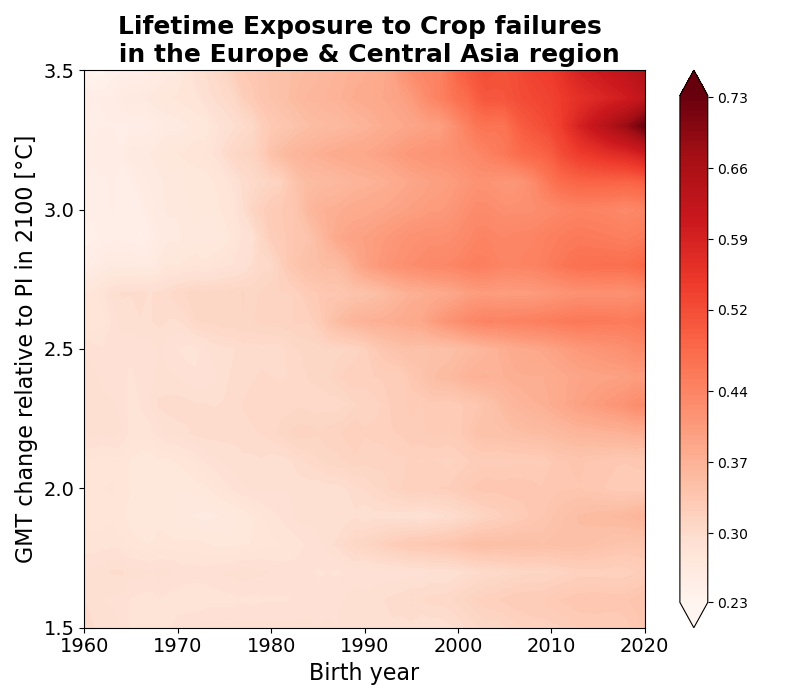 Lifetime Exposure to Crop failures
in the Europe & Central Asia region
GMT change relative to PI in 2100 [°C]
3.5
3.0
2.5
2.0
1.5
1960 1970 1980 1990 2000 2010 2020
Birth year
0.73
0.66
0.59
0.52
0.44
0.37
0.30
0.23